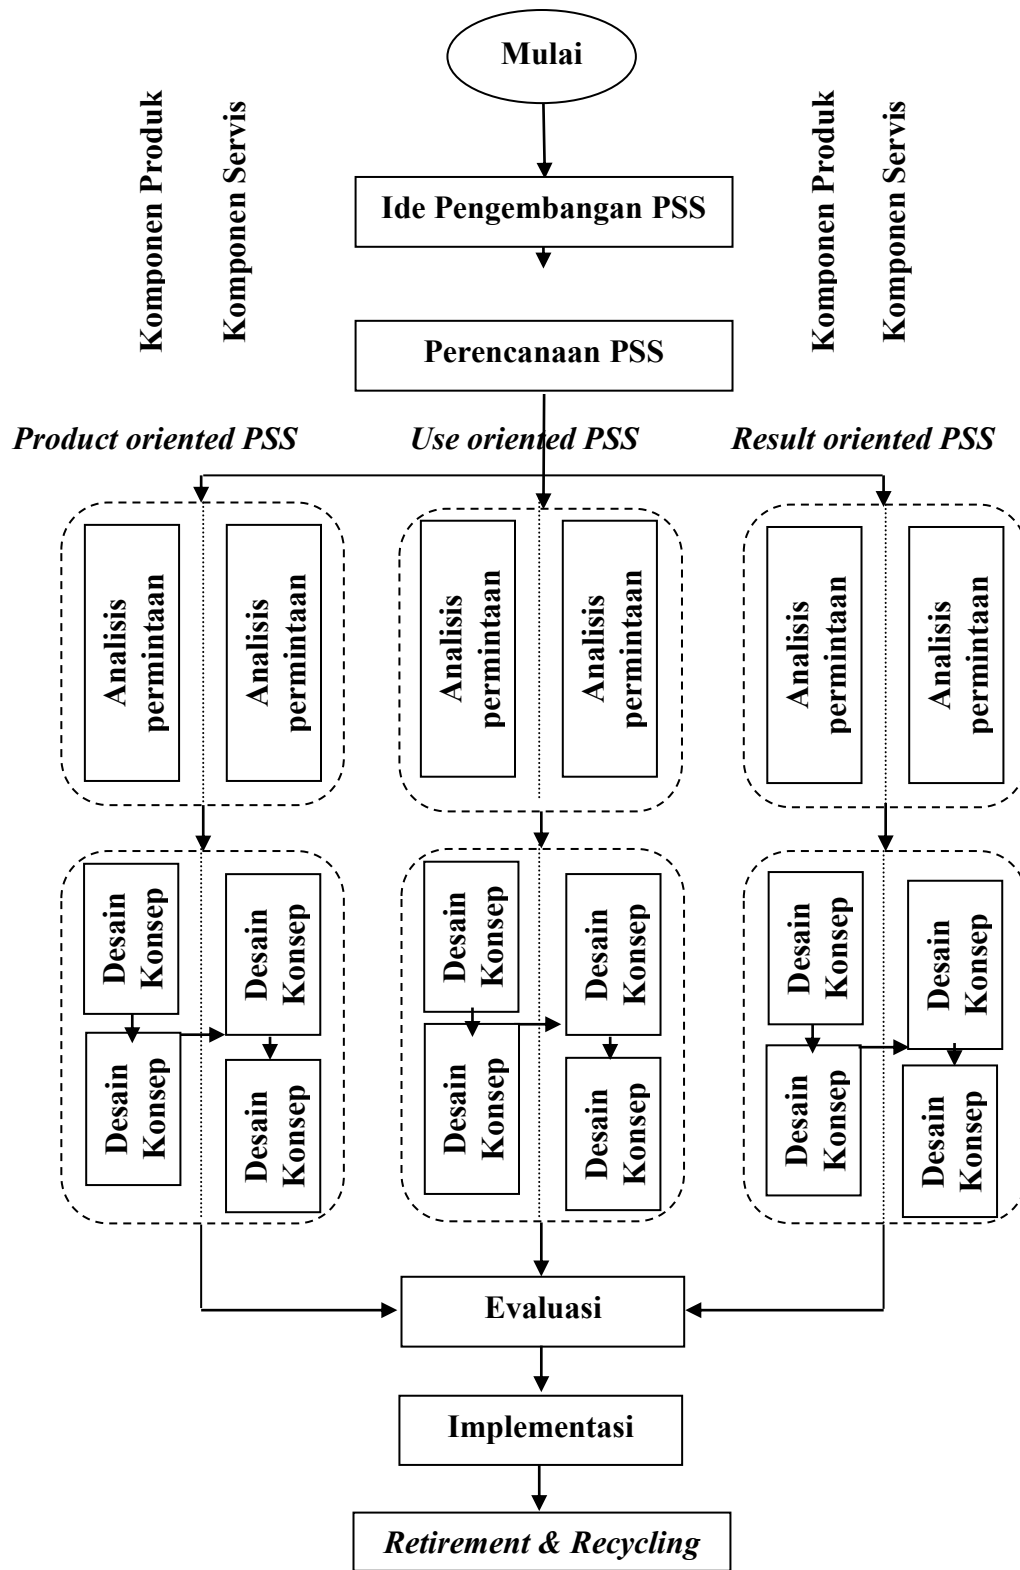 Mulai
Komponen Produk
Komponen Servis
Komponen Produk
Komponen Servis
Ide Pengembangan PSS
Perencanaan PSS
Product oriented PSS
Use oriented PSS
Result oriented PSS
Analisis
permintaan
Analisis
permintaan
Analisis
permintaan
Analisis
permintaan
Analisis
permintaan
Analisis
permintaan
Desain
Konsep
Desain
Konsep
Desain
Konsep
Desain
Konsep
Desain
Konsep
Desain
Konsep
Desain
Konsep
Desain
Konsep
Desain
Konsep
Desain
Konsep
Desain
Konsep
Desain
Konsep
Evaluasi
Implementasi
Retirement & Recycling